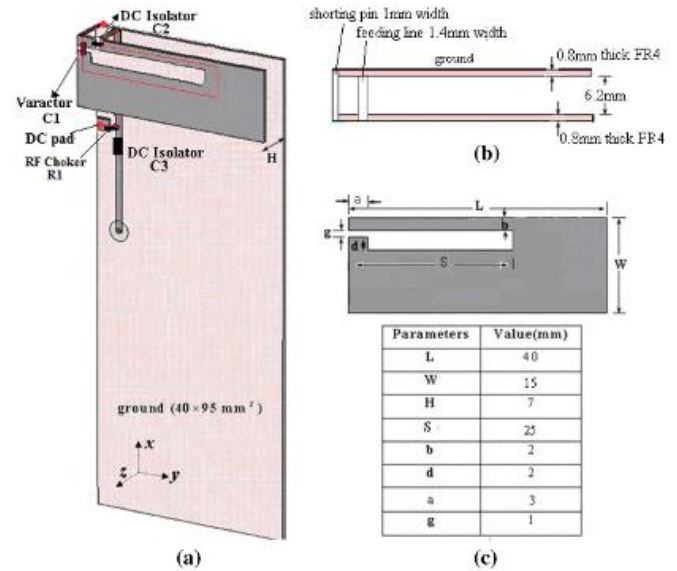 DC Isolator
C2
Varactor
C1
DC pad
RF Choker
R1
DC Isolator
C3
H
ground (40×95 mm²)
x
z
y
(a)
shorting pin 1mm width
feeding line 1.4mm width
ground
0.8mm thick FR4
6.2mm
0.8mm thick FR4
(b)
a
L
g
b
d
S
W
Parameters Value(mm)
L 40
W 15
H 7
S 25
b 2
d 2
a 3
g 1
(c)